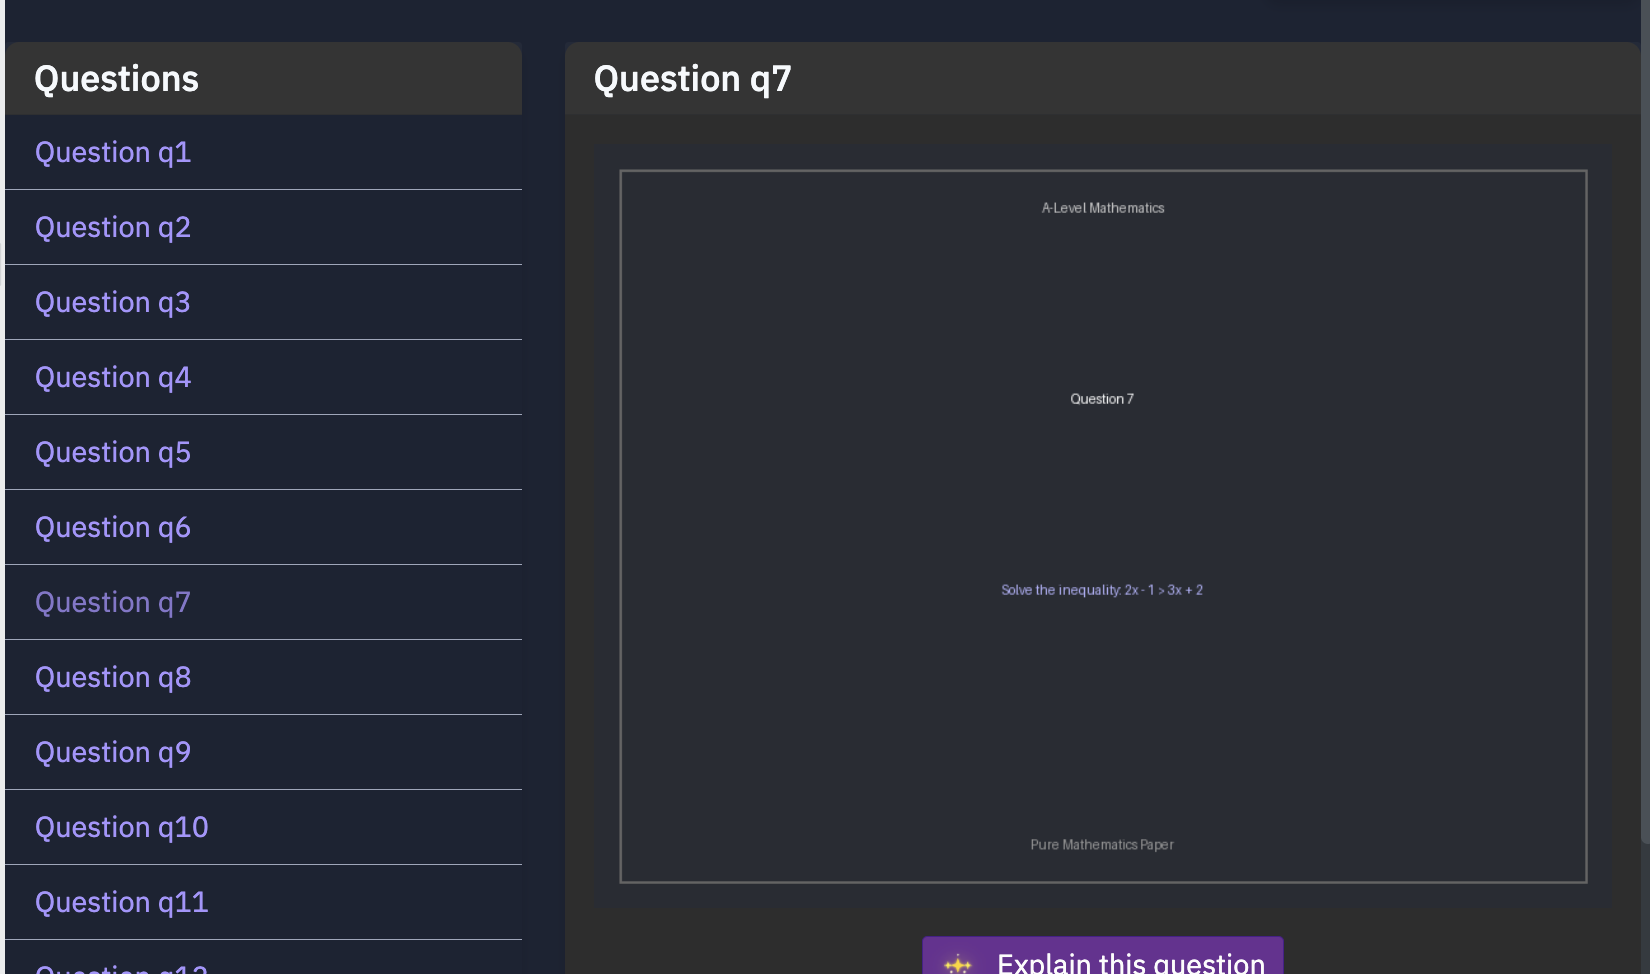 Questions
Question q1
Question q2
Question q3
Question q4
Question q5
Question q6
Question q7
Question q8
Question q9
Question q10
Question q11
Question q12
Question q7
A-Level Mathematics
Question 7
Solve the inequality: 2x - 1 > 3x + 2
Pure Mathematics Paper
Explain this question